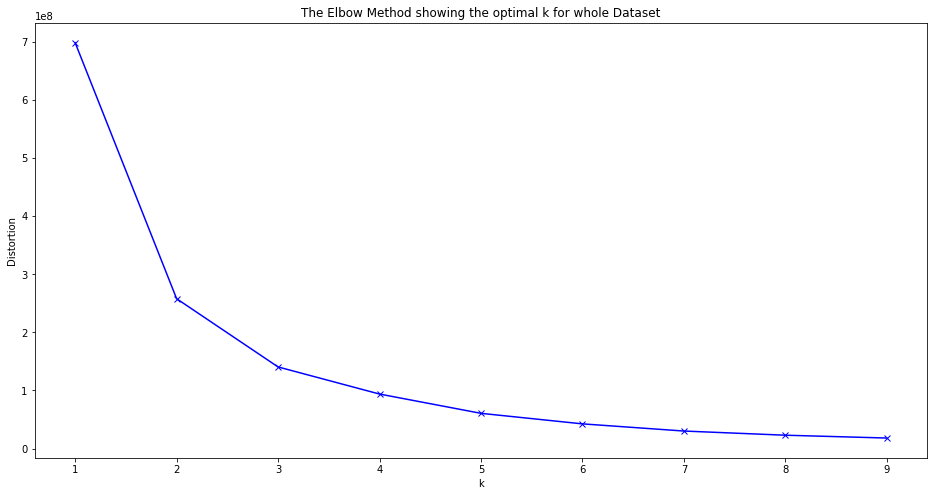 The Elbow Method showing the optimal k for whole Dataset
1e8
7
6
5
4
3
2
1
0
Distortion
1 2 3 4 5 6 7 8 9
k